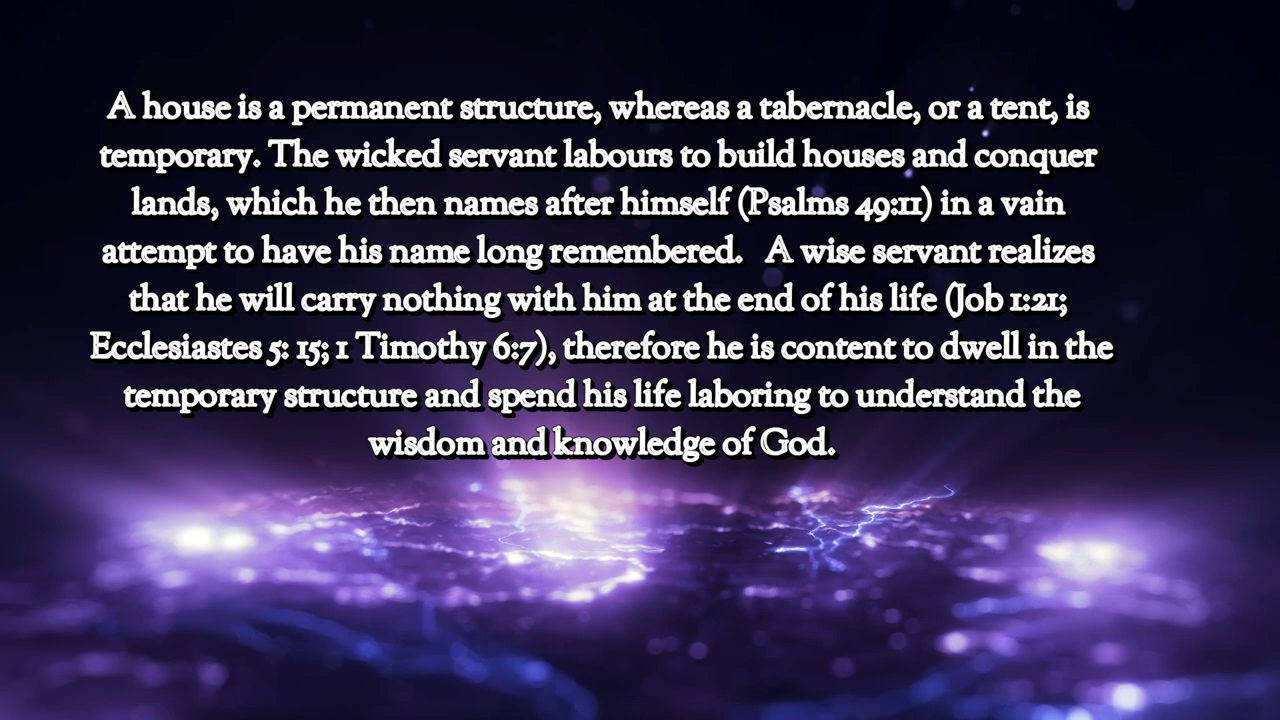 A house is a permanent structure, whereas a tabernacle, or a tent, is
temporary. The wicked servant labours to build houses and conquer
lands, which he then names after himself (Psalms 49:11) in a vain
attempt to have his name long remembered.   A wise servant realizes
that he will carry nothing with him at the end of his life (Job 1:21;
Ecclesiastes 5: 15; 1 Timothy 6:7), therefore he is content to dwell in the
temporary structure and spend his life laboring to understand the
wisdom and knowledge of God.